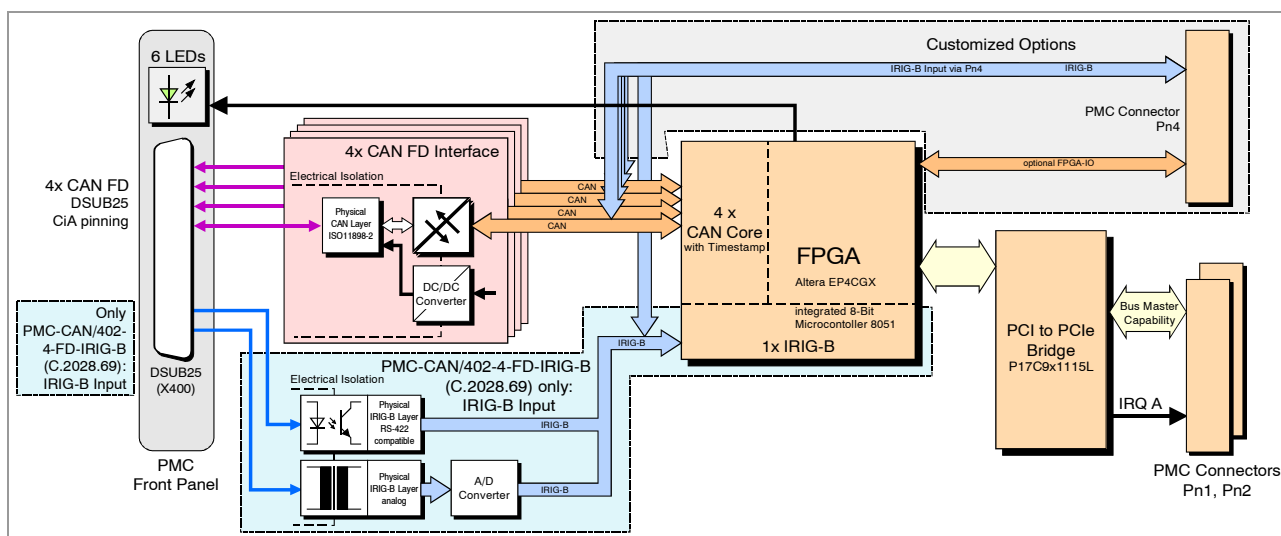 6 LEDs
4x CAN FD
DSUB25
CiA pinning
Only
PMC-CAN/402-
4-FD-IRIG-B
(C.2028.69):
IRIG-B Input
DSUB25
(X400)
PMC
Front Panel
4x CAN FD Interface
Electrical Isolation
Physical
CAN Layer
ISO11898-2
DC/DC
Converter
CAN
CAN
CAN
CAN
Customized Options
IRIG-B Input via Pn4
IRIG-B
PMC Connector
Pn4
optional FPGA-IO
4 x
CAN Core
with Timestamp
FPGA
Altera EP4CGX
integrated 8-Bit
Microcontoller 8051
1x IRIG-B
PCI to PCIe
Bridge
P17C9x1115L
Bus Master
Capability
IRQ A
PMC Connectors
Pn1, Pn2
PMC-CAN/402-4-FD-IRIG-B
(C.2028.69) only:
IRIG-B Input
Electrical Isolation
Physical
IRIG-B Layer
RS-422
compatible
IRIG-B
IRIG-B
Physical
IRIG-B Layer
analog
A/D
Converter
IRIG-B